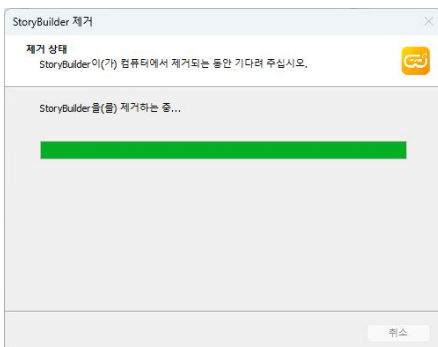 StoryBuilder 제거
제거 상태
StoryBuilder이(가) 컴퓨터에서 제거되는 동안 기다려 주십시오.
StoryBuilder을(를) 제거하는 중...
취소